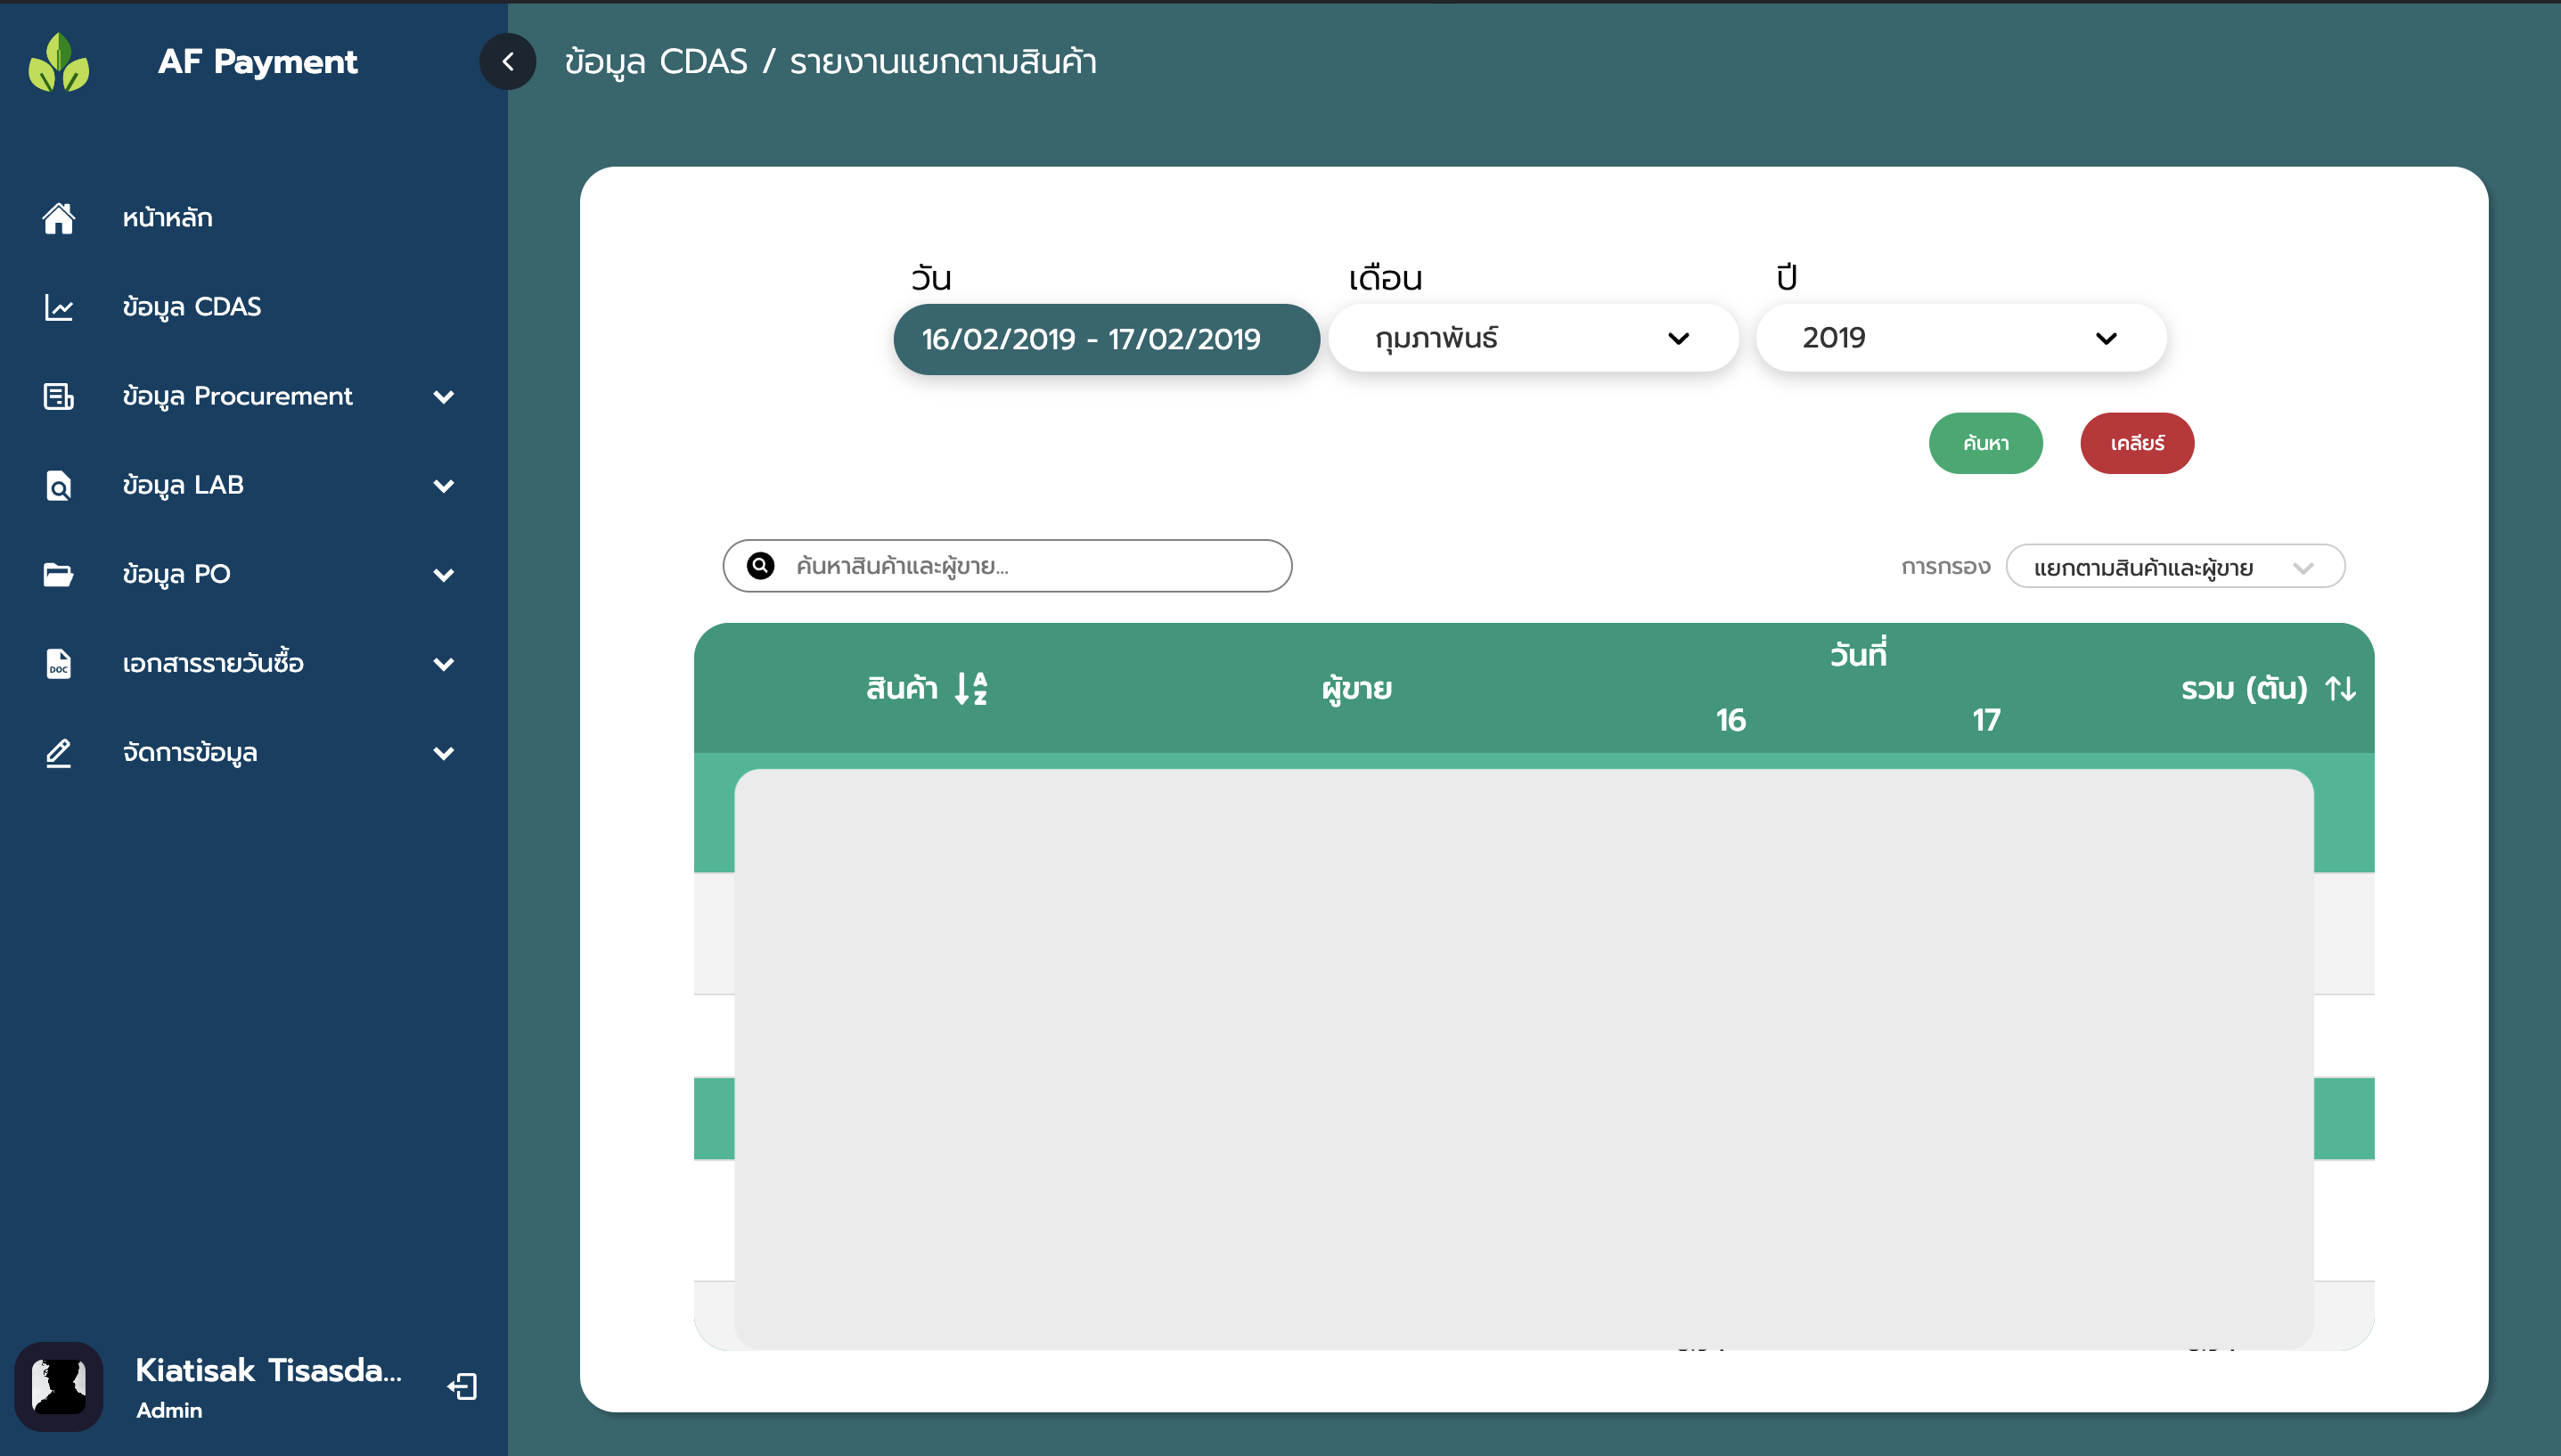 AF Payment
ข้อมูล CDAS / รายงานแยกตามสินค้า
หน้าหลัก
ข้อมูล CDAS
ข้อมูล Procurement
ข้อมูล LAB
ข้อมูล PO
DOC
เอกสารรายวันซื้อ
จัดการข้อมูล
Kiatisak Tisasda...
Admin
วัน
เดือน
ปี
16/02/2019 - 17/02/2019
กุมภาพันธ์
2019
ค้นหา
เคลียร์
ค้นหาสินค้าและผู้ขาย...
การกรอง
แยกตามสินค้าและผู้ขาย
สินค้า
A
Z
ผู้ขาย
วันที่
16
17
รวม (ตัน)